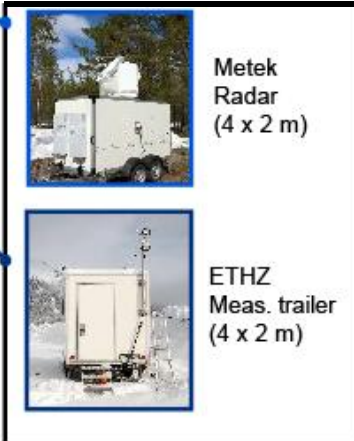 Metek
Radar
(4 x 2 m)
ETHZ
Meas. trailer
(4 x 2 m)